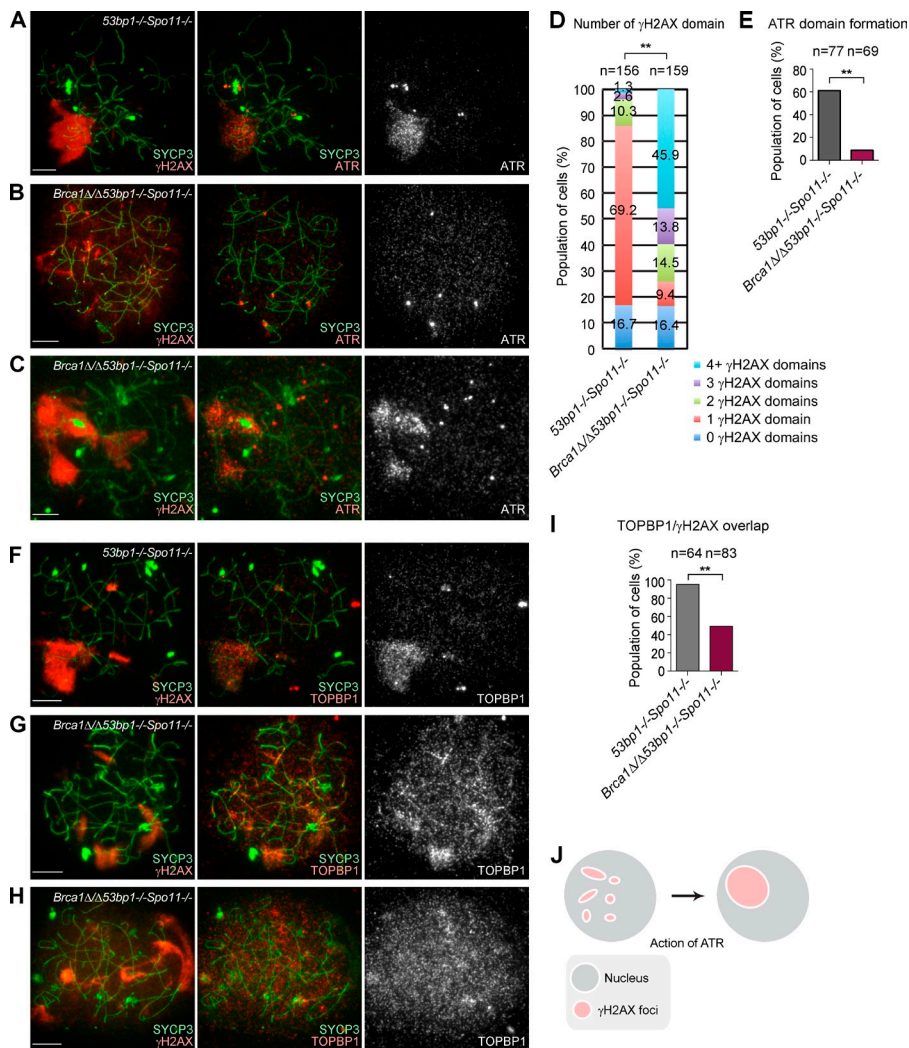 A
53bp1-/-Spo11-/-
SYCP3
γH2AX
SYCP3
ATR
ATR
B
Brca1Δ/Δ53bp1-/-Spo11-/-
SYCP3
γH2AX
SYCP3
ATR
ATR
C
Brca1Δ/Δ53bp1-/-Spo11-/-
SYCP3
γH2AX
SYCP3
ATR
ATR
D
Number of γH2AX domain
**
n=156
n=159
Population of cells (%)
100
90
80
70
60
50
40
30
20
10
0
1.3
2.6
10.3
69.2
16.7
45.9
13.8
14.5
9.4
16.4
53bp1-/-Spo11-/-
Brca1Δ/Δ53bp1-/-Spo11-/-
4+ γH2AX domains
3 γH2AX domains
2 γH2AX domains
1 γH2AX domain
0 γH2AX domains
E
ATR domain formation
n=77 n=69
**
Population of cells (%)
80
60
40
20
0
53bp1-/-Spo11-/-
Brca1Δ/Δ53bp1-/-Spo11-/-
F
53bp1-/-Spo11-/-
SYCP3
γH2AX
SYCP3
TOPBP1
TOPBP1
G
Brca1Δ/Δ53bp1-/-Spo11-/-
SYCP3
γH2AX
SYCP3
TOPBP1
TOPBP1
H
Brca1Δ/Δ53bp1-/-Spo11-/-
SYCP3
γH2AX
SYCP3
TOPBP1
TOPBP1
I
TOPBP1/γH2AX overlap
n=64 n=83
**
Population of cells (%)
100
80
60
40
20
0
53bp1-/-Spo11-/-
Brca1Δ/Δ53bp1-/-Spo11-/-
J
Action of ATR
Nucleus
γH2AX foci